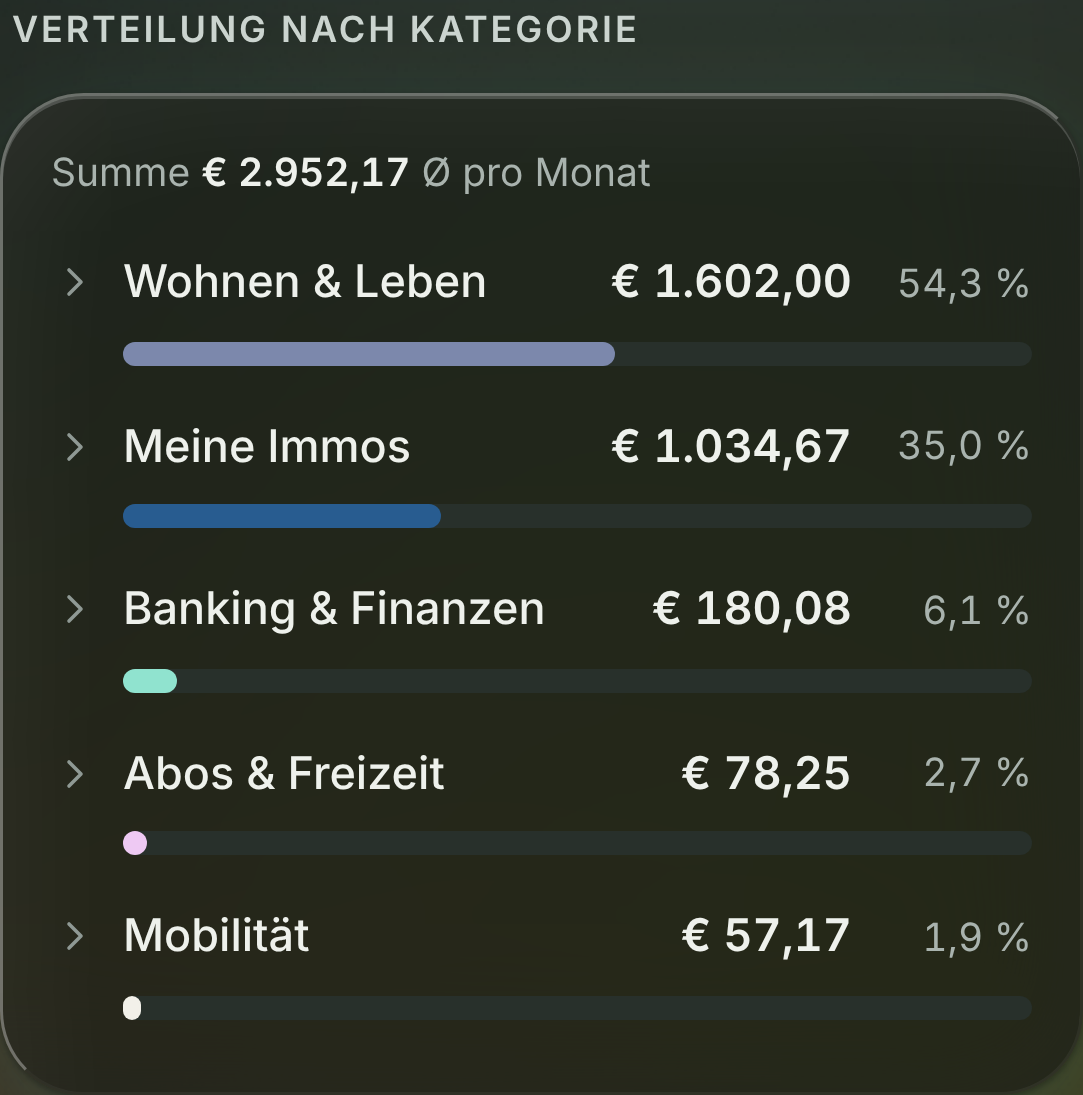 VERTEILUNG NACH KATEGORIE
Summe € 2.952,17 Ø pro Monat
Wohnen & Leben € 1.602,00 54,3 %
Meine Immos € 1.034,67 35,0 %
Banking & Finanzen € 180,08 6,1 %
Abos & Freizeit € 78,25 2,7 %
Mobilität € 57,17 1,9 %